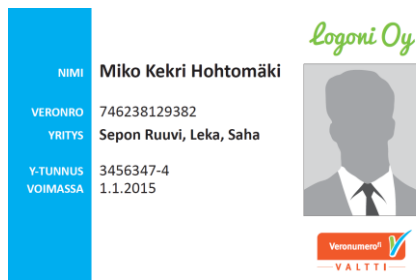 Logoni Oy
NIMI Miko Kekri Hohtomäki
VERONRO 746238129382
YRITYS Sepon Ruuvi, Leka, Saha
Y-TUNNUS 3456347-4
VOIMASSA 1.1.2015
Veronumero.fi
VALTTI